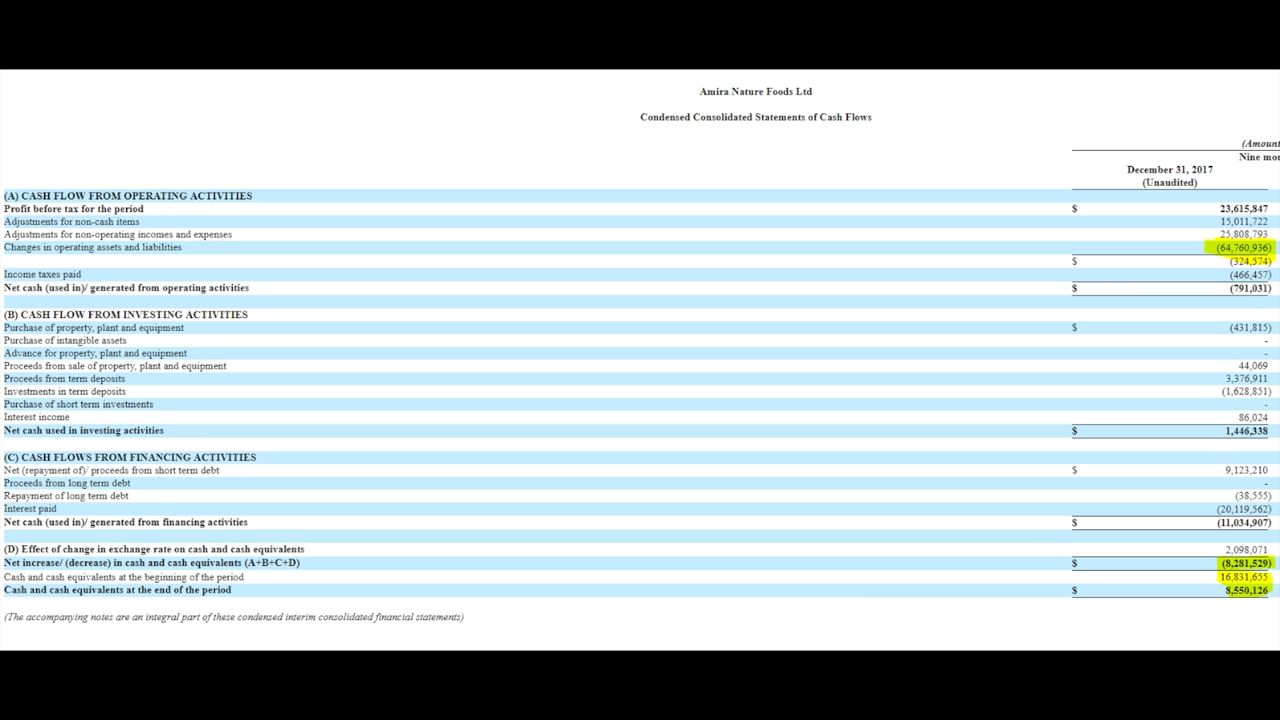 Amira Nature Foods Ltd
Condensed Consolidated Statements of Cash Flows
(Amount
Nine mon
December 31, 2017
(Unaudited)
(A) CASH FLOW FROM OPERATING ACTIVITIES
Profit before tax for the period $ 23,615,847
Adjustments for non-cash items 15,011,722
Adjustments for non-operating incomes and expenses 25,808,793
Changes in operating assets and liabilities (64,760,936)
$ (324,574)
Income taxes paid (466,457)
Net cash (used in)/ generated from operating activities $ (791,031)
(B) CASH FLOW FROM INVESTING ACTIVITIES
Purchase of property, plant and equipment $ (431,815)
Purchase of intangible assets -
Advance for property, plant and equipment -
Proceeds from sale of property, plant and equipment 44,069
Proceeds from term deposits 3,376,911
Investments in term deposits (1,628,851)
Purchase of short term investments -
Interest income 86,024
Net cash used in investing activities $ 1,446,338
(C) CASH FLOWS FROM FINANCING ACTIVITIES
Net (repayment of)/ proceeds from short term debt $ 9,123,210
Proceeds from long term debt -
Repayment of long term debt (38,555)
Interest paid (20,119,562)
Net cash (used in)/ generated from financing activities $ (11,034,907)
(D) Effect of change in exchange rate on cash and cash equivalents 2,098,071
Net increase/ (decrease) in cash and cash equivalents (A+B+C+D) $ (8,281,529)
Cash and cash equivalents at the beginning of the period 16,831,655
Cash and cash equivalents at the end of the period $ 8,550,126
(The accompanying notes are an integral part of these condensed interim consolidated financial statements)